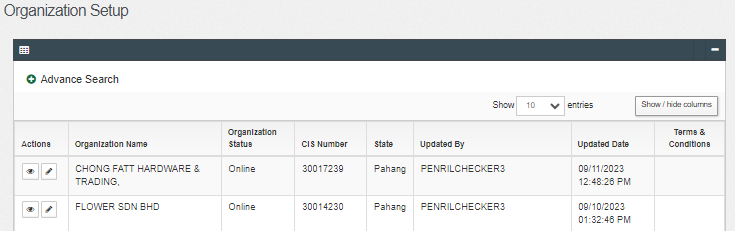 Organization Setup
Advance Search
Show 10 entries Show / hide columns
Actions Organization Name Organization Status CIS Number State Updated By Updated Date Terms & Conditions
CHONG FATT HARDWARE & TRADING, Online 30017239 Pahang PENRILCHECKER3 09/11/2023 12:48:26 PM
FLOWER SDN BHD Online 30014230 Pahang PENRILCHECKER3 09/10/2023 01:32:46 PM